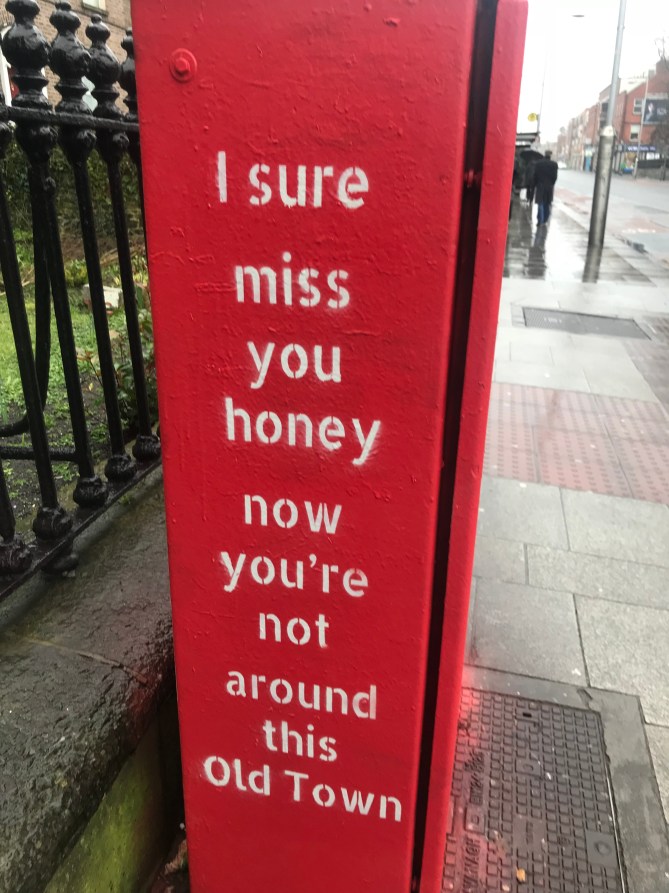 I sure
miss
you
honey
now
you're
not
around
this
Old Town